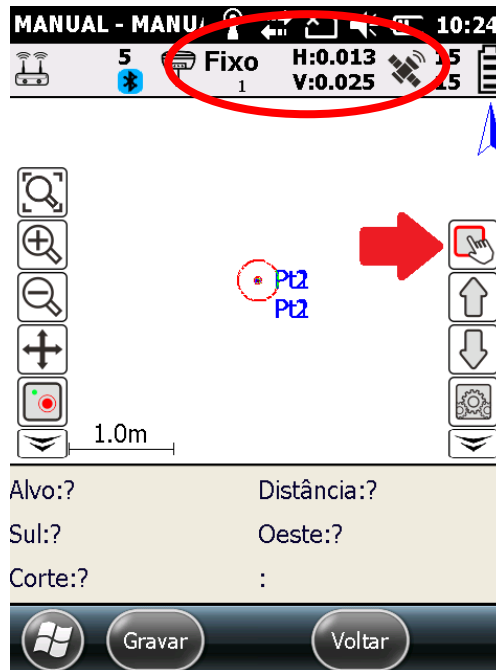 MANUAL - MANU 10:24
5 Fixo H:0.013 15
1 V:0.025 15
Pt2
Pt2
1.0m
Alvo:? Distância:?
Sul:? Oeste:?
Corte:? :
Gravar Voltar